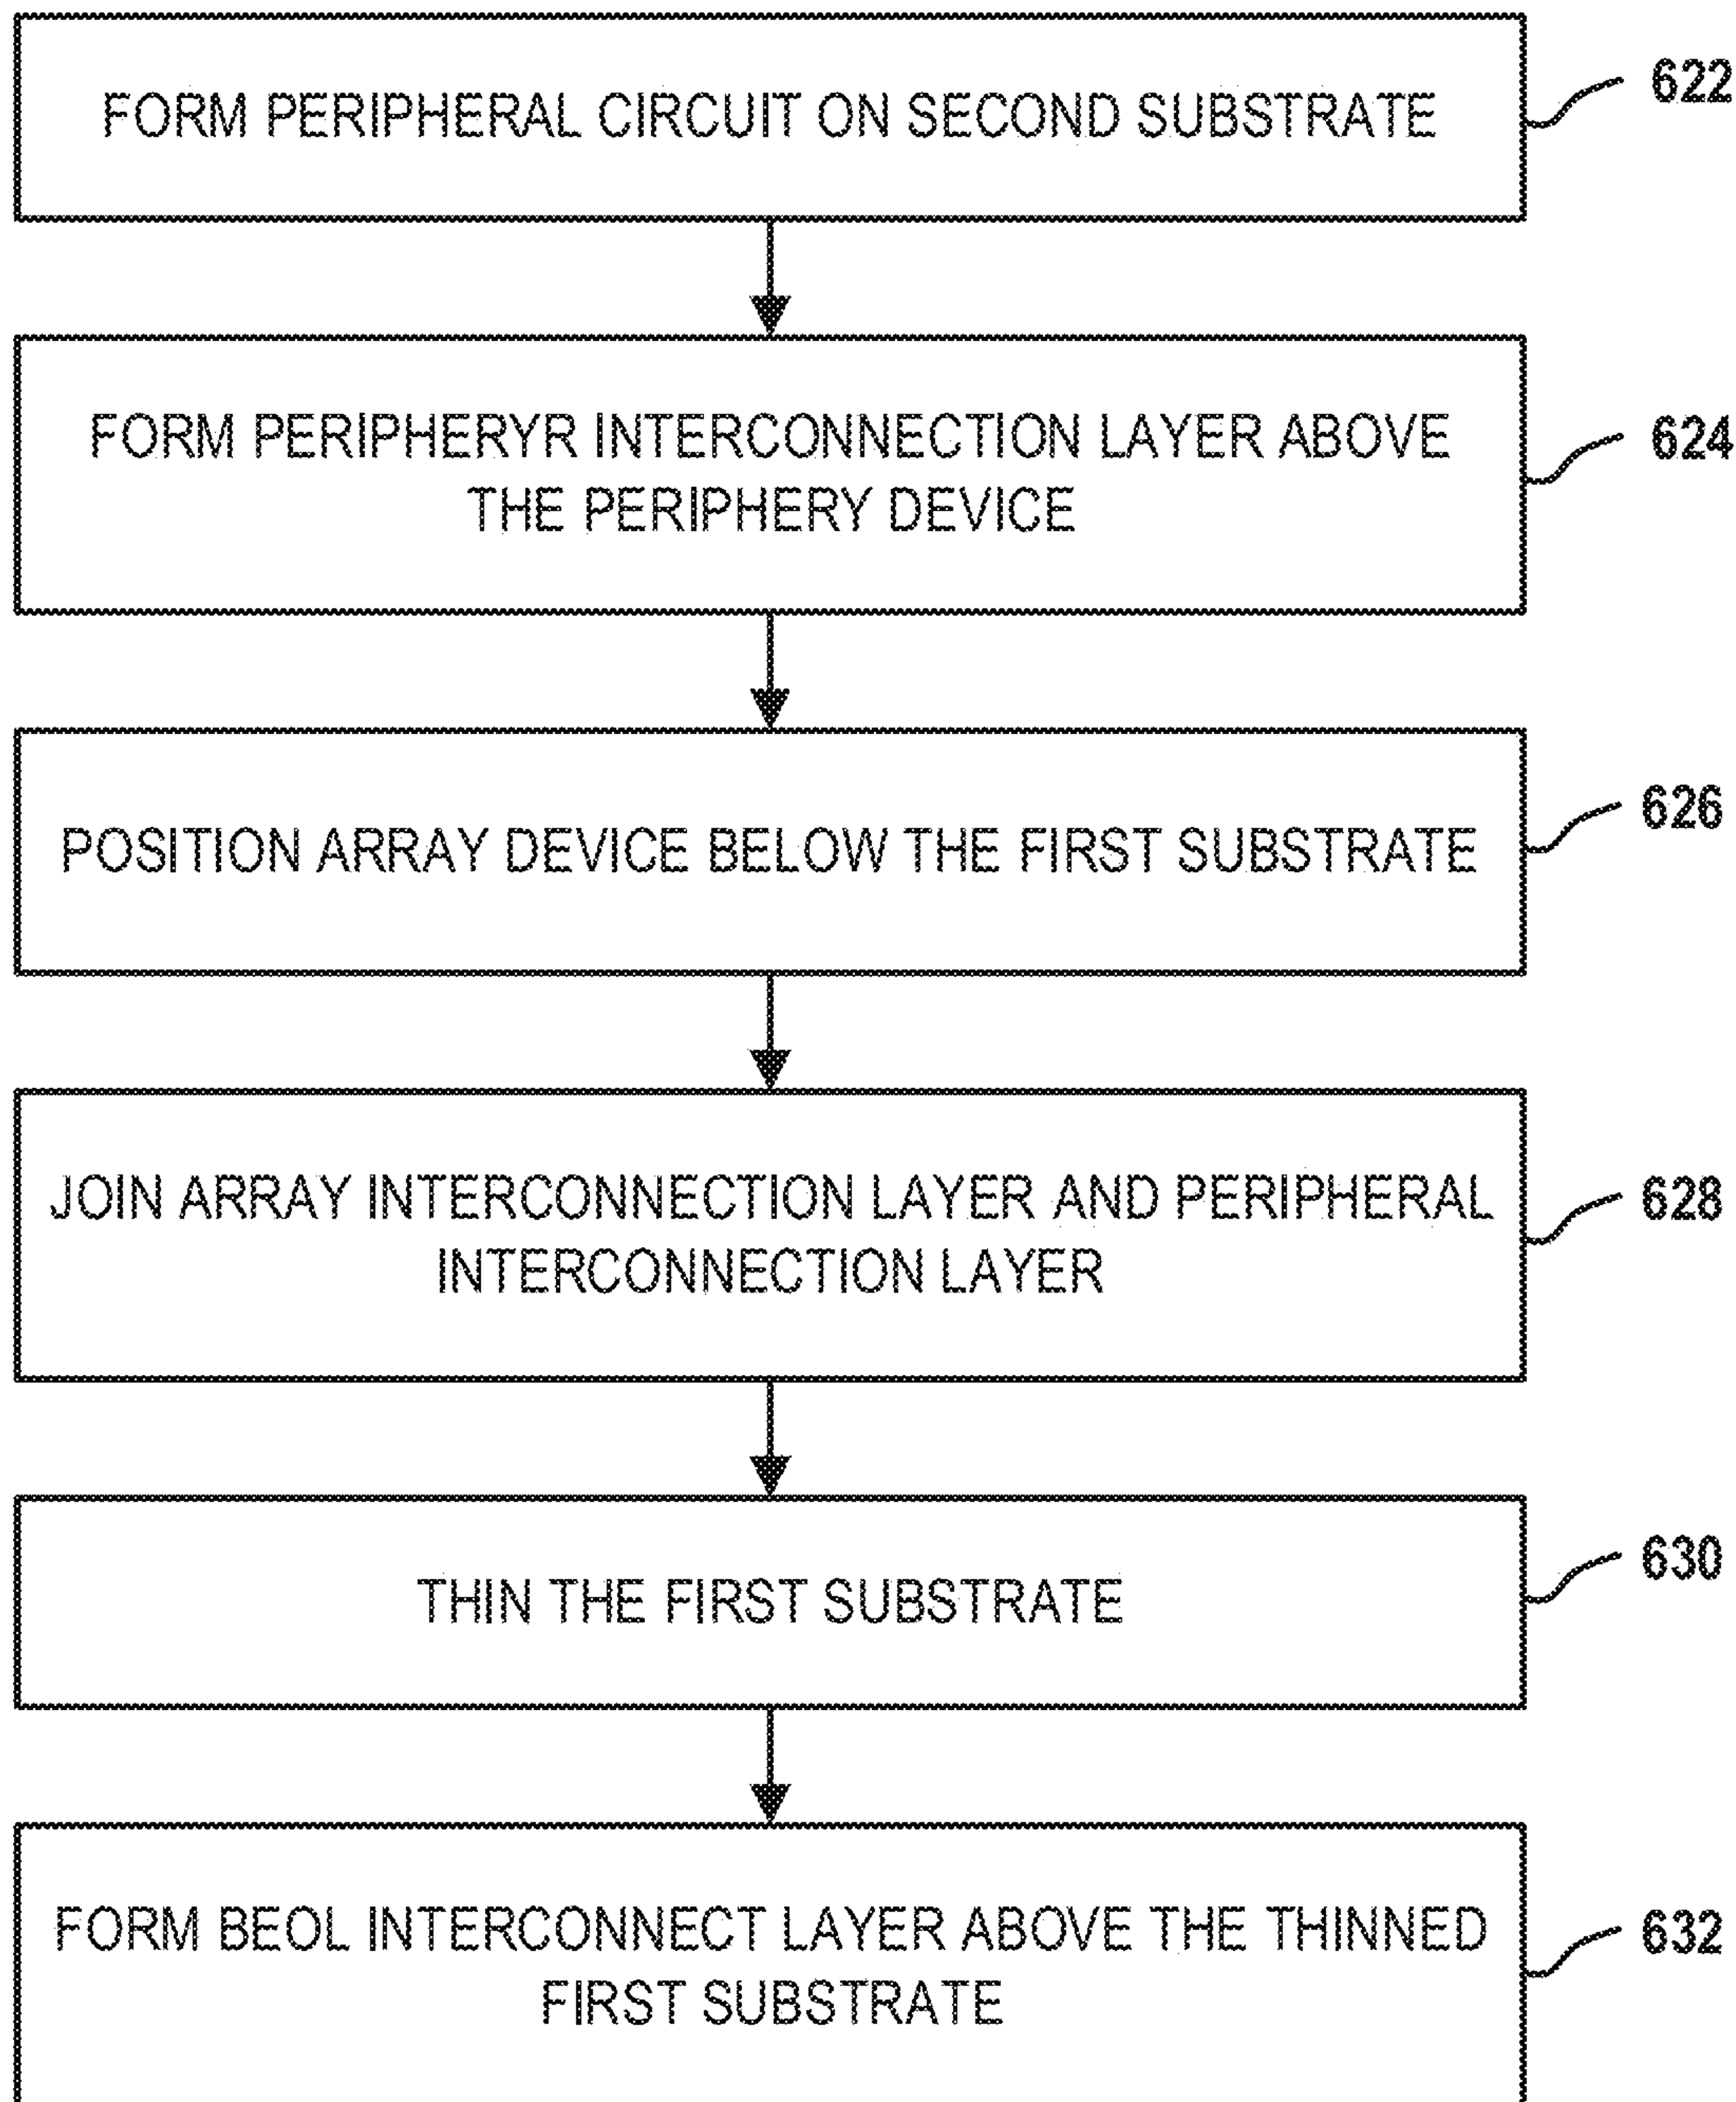 FORM PERIPHERAL CIRCUIT ON SECOND SUBSTRATE
622
FORM PERIPHERYR INTERCONNECTION LAYER ABOVE
THE PERIPHERY DEVICE
624
POSITION ARRAY DEVICE BELOW THE FIRST SUBSTRATE
626
JOIN ARRAY INTERCONNECTION LAYER AND PERIPHERAL
INTERCONNECTION LAYER
628
THIN THE FIRST SUBSTRATE
630
FORM BEOL INTERCONNECT LAYER ABOVE THE THINNED
FIRST SUBSTRATE
632